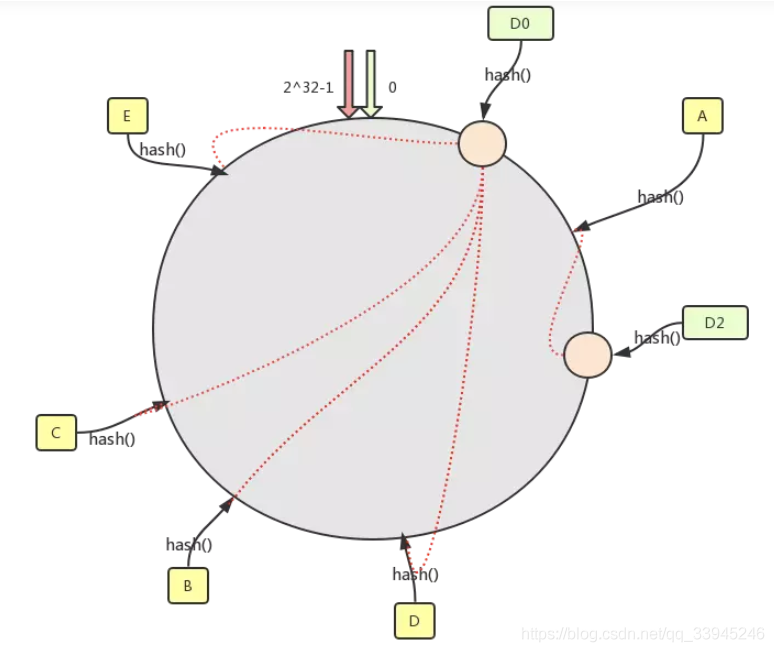 D0
hash()
2^32-1
0
E
hash()
A
hash()
D2
hash()
C
hash()
hash()
B
hash()
D
https://blog.csdn.net/qq_33945246